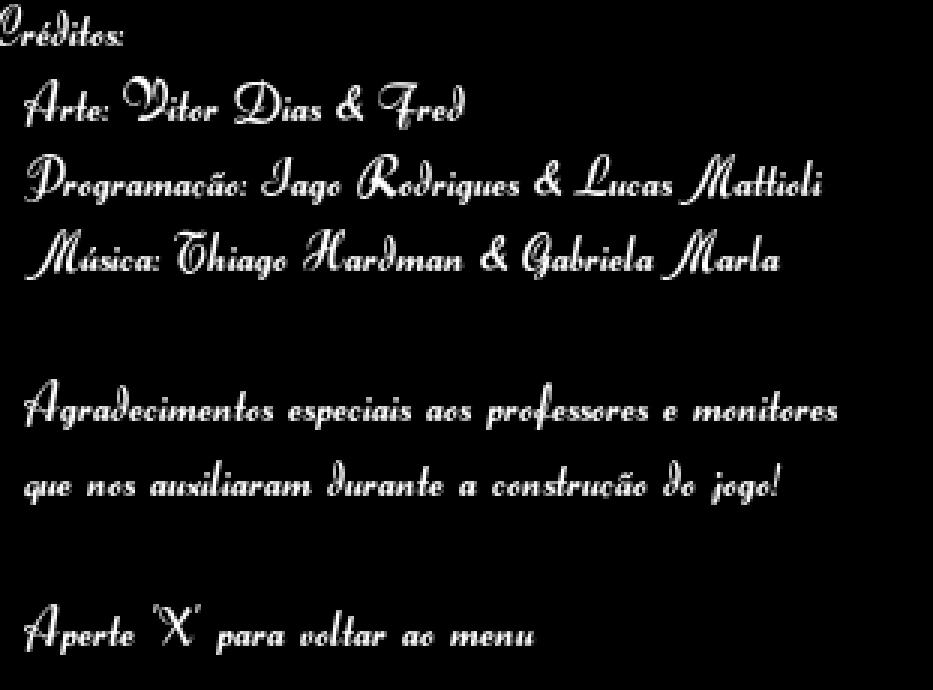 Créditos:
Arte: Vitor Dias & Fred
Programação: Iago Rodrigues & Lucas Mattioli
Música: Thiago Hardman & Gabriela Marla
Agradecimentos especiais aos professores e monitores
que nos auxiliaram durante a construção do jogo!
Aperte 'X' para voltar ao menu